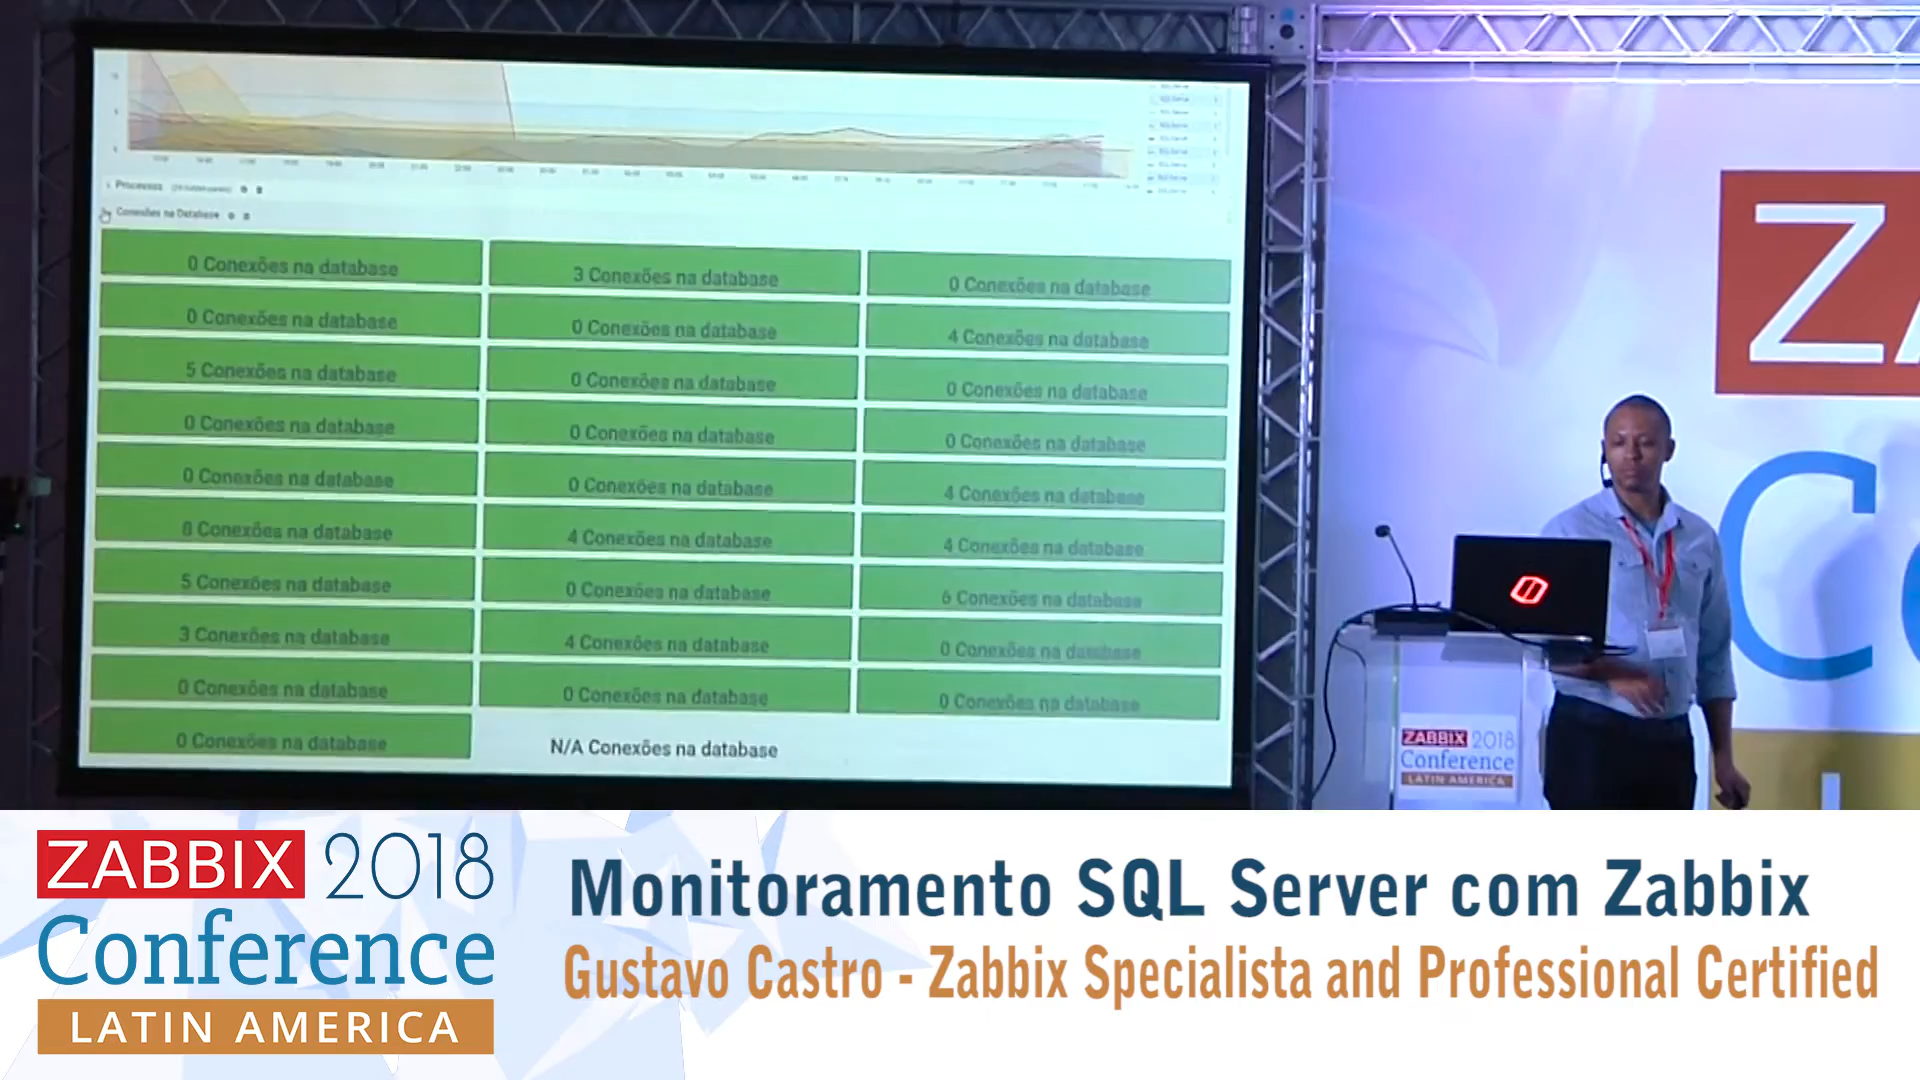 Processos
Conexões na Database
0 Conexões na database 3 Conexões na database 0 Conexões na database
0 Conexões na database 0 Conexões na database 4 Conexões na database
5 Conexões na database 0 Conexões na database 0 Conexões na database
0 Conexões na database 0 Conexões na database 0 Conexões na database
0 Conexões na database 0 Conexões na database 4 Conexões na database
Conexões na database 4 Conexões na database 4 Conexões na database
5 Conexões na database 0 Conexões na database 6 Conexões na database
3 Conexões na database 4 Conexões na database 0 Conexões na database
0 Conexões na database 0 Conexões na database 0 Conexões na database
0 Conexões na database N/A Conexões na database
ZABBIX 2018
Conference
LATIN AMERICA
ZABBIX 2018
Conference
LATIN AMERICA
Monitoramento SQL Server com Zabbix
Gustavo Castro - Zabbix Specialista and Professional Certified